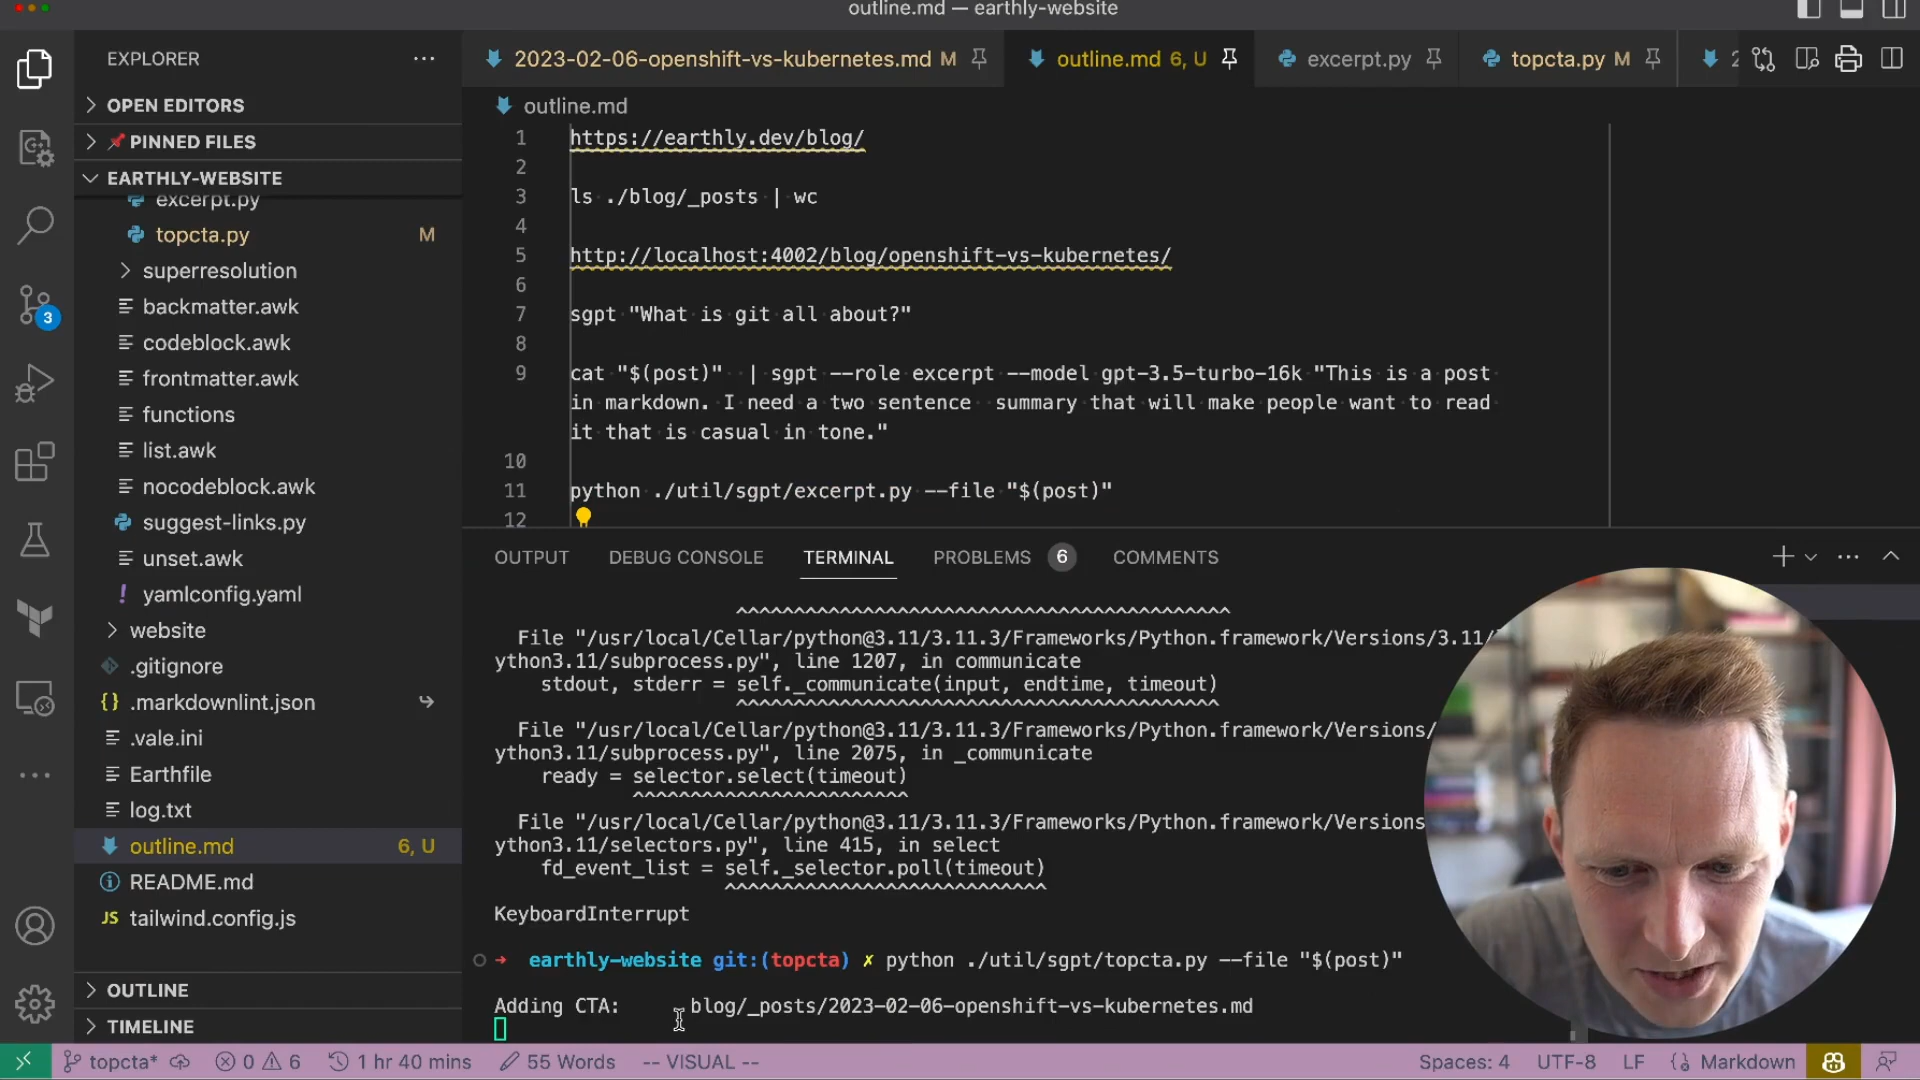 outline.md — earthly-website
EXPLORER
OPEN EDITORS
PINNED FILES
EARTHLY-WEBSITE
excerpt.py
topcta.py M
superresolution
backmatter.awk
codeblock.awk
frontmatter.awk
functions
list.awk
nocodeblock.awk
suggest-links.py
unset.awk
yamlconfig.yaml
website
.gitignore
.markdownlint.json
.vale.ini
Earthfile
log.txt
outline.md 6, U
README.md
JS tailwind.config.js
OUTLINE
TIMELINE
3
2023-02-06-openshift-vs-kubernetes.md M
outline.md 6, U
excerpt.py
topcta.py M
2
outline.md
1 https://earthly.dev/blog/
2
3 ls ./blog/_posts | wc
4
5 http://localhost:4002/blog/openshift-vs-kubernetes/
6
7 sgpt "What is git all about?"
8
9 cat "$(post)"  | sgpt --role excerpt --model gpt-3.5-turbo-16k "This is a post
in markdown. I need a two sentence  summary that will make people want to read
it that is casual in tone."
10
11 python ./util/sgpt/excerpt.py --file "$(post)"
12
OUTPUT DEBUG CONSOLE TERMINAL PROBLEMS 6 COMMENTS
^^^^^^^^^^^^^^^^^^^^^^^^^^^^^^^^^^^^^^^^^^^
File "/usr/local/Cellar/python@3.11/3.11.3/Frameworks/Python.framework/Versions/3.11/
ython3.11/subprocess.py", line 1207, in communicate
stdout, stderr = self._communicate(input, endtime, timeout)
^^^^^^^^^^^^^^^^^^^^^^^^^^^^^^^^^^^^^^^^^^
File "/usr/local/Cellar/python@3.11/3.11.3/Frameworks/Python.framework/Versions/
ython3.11/subprocess.py", line 2075, in _communicate
ready = selector.select(timeout)
^^^^^^^^^^^^^^^^^^^^^^^^
File "/usr/local/Cellar/python@3.11/3.11.3/Frameworks/Python.framework/Versions
ython3.11/selectors.py", line 415, in select
fd_event_list = self._selector.poll(timeout)
^^^^^^^^^^^^^^^^^^^^^^^^^^^^
KeyboardInterrupt
➜ earthly-website git:(topcta) ✗ python ./util/sgpt/topcta.py --file "$(post)"
Adding CTA: blog/_posts/2023-02-06-openshift-vs-kubernetes.md
topcta* 0 6 1 hr 40 mins 55 Words -- VISUAL -- Spaces: 4 UTF-8 LF Markdown